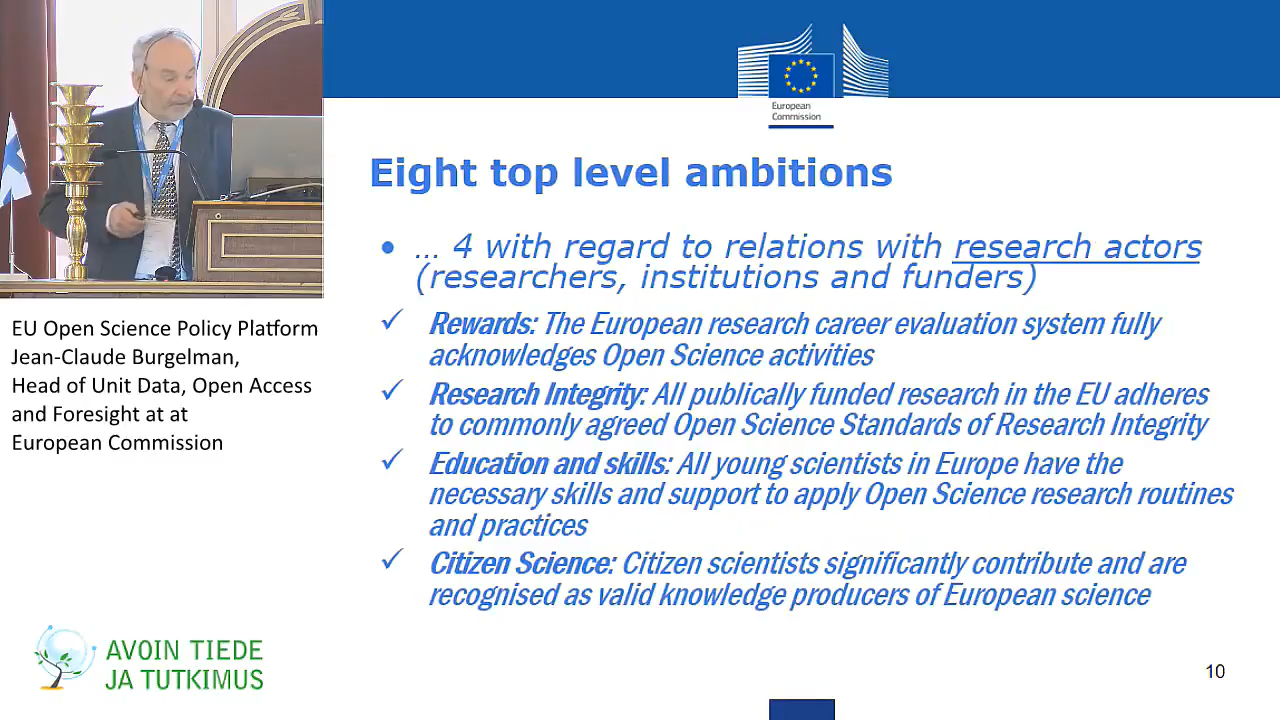 European
Commission
Eight top level ambitions
• … 4 with regard to relations with research actors
(researchers, institutions and funders)
✓ Rewards: The European research career evaluation system fully
acknowledges Open Science activities
✓ Research Integrity: All publically funded research in the EU adheres
to commonly agreed Open Science Standards of Research Integrity
✓ Education and skills: All young scientists in Europe have the
necessary skills and support to apply Open Science research routines
and practices
✓ Citizen Science: Citizen scientists significantly contribute and are
recognised as valid knowledge producers of European science
10
EU Open Science Policy Platform
Jean-Claude Burgelman,
Head of Unit Data, Open Access
and Foresight at at
European Commission
AVOIN TIEDE
JA TUTKIMUS